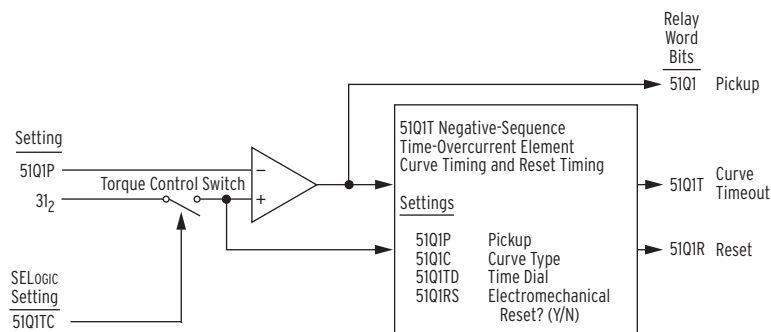 Relay
Word
Bits
51Q1 Pickup
Setting
51Q1P
Torque Control Switch
3I₂
−
+
SELOGIC
Setting
51Q1TC
51Q1T Negative-Sequence
Time-Overcurrent Element
Curve Timing and Reset Timing
Settings
51Q1P Pickup
51Q1C Curve Type
51Q1TD Time Dial
51Q1RS Electromechanical
Reset? (Y/N)
51Q1T Curve
Timeout
51Q1R Reset